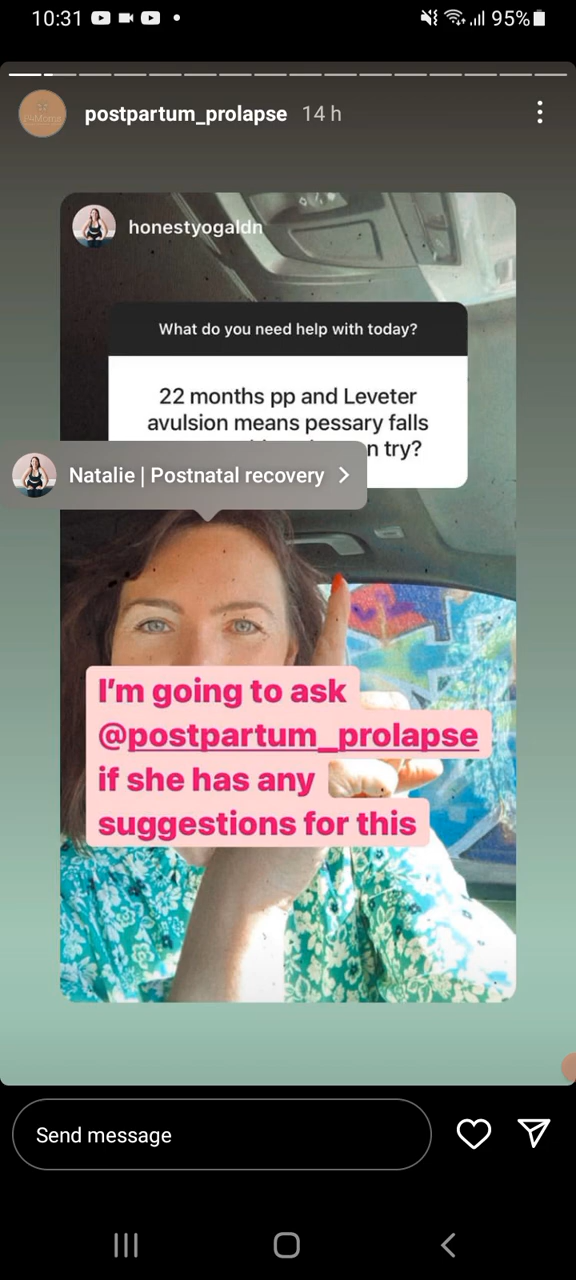 10:31
95%
postpartum_prolapse 14 h
honestyogaldn
What do you need help with today?
22 months pp and Leveter
avulsion means pessary falls
n try?
Natalie | Postnatal recovery
I'm going to ask
@postpartum_prolapse
if she has any
suggestions for this
Send message